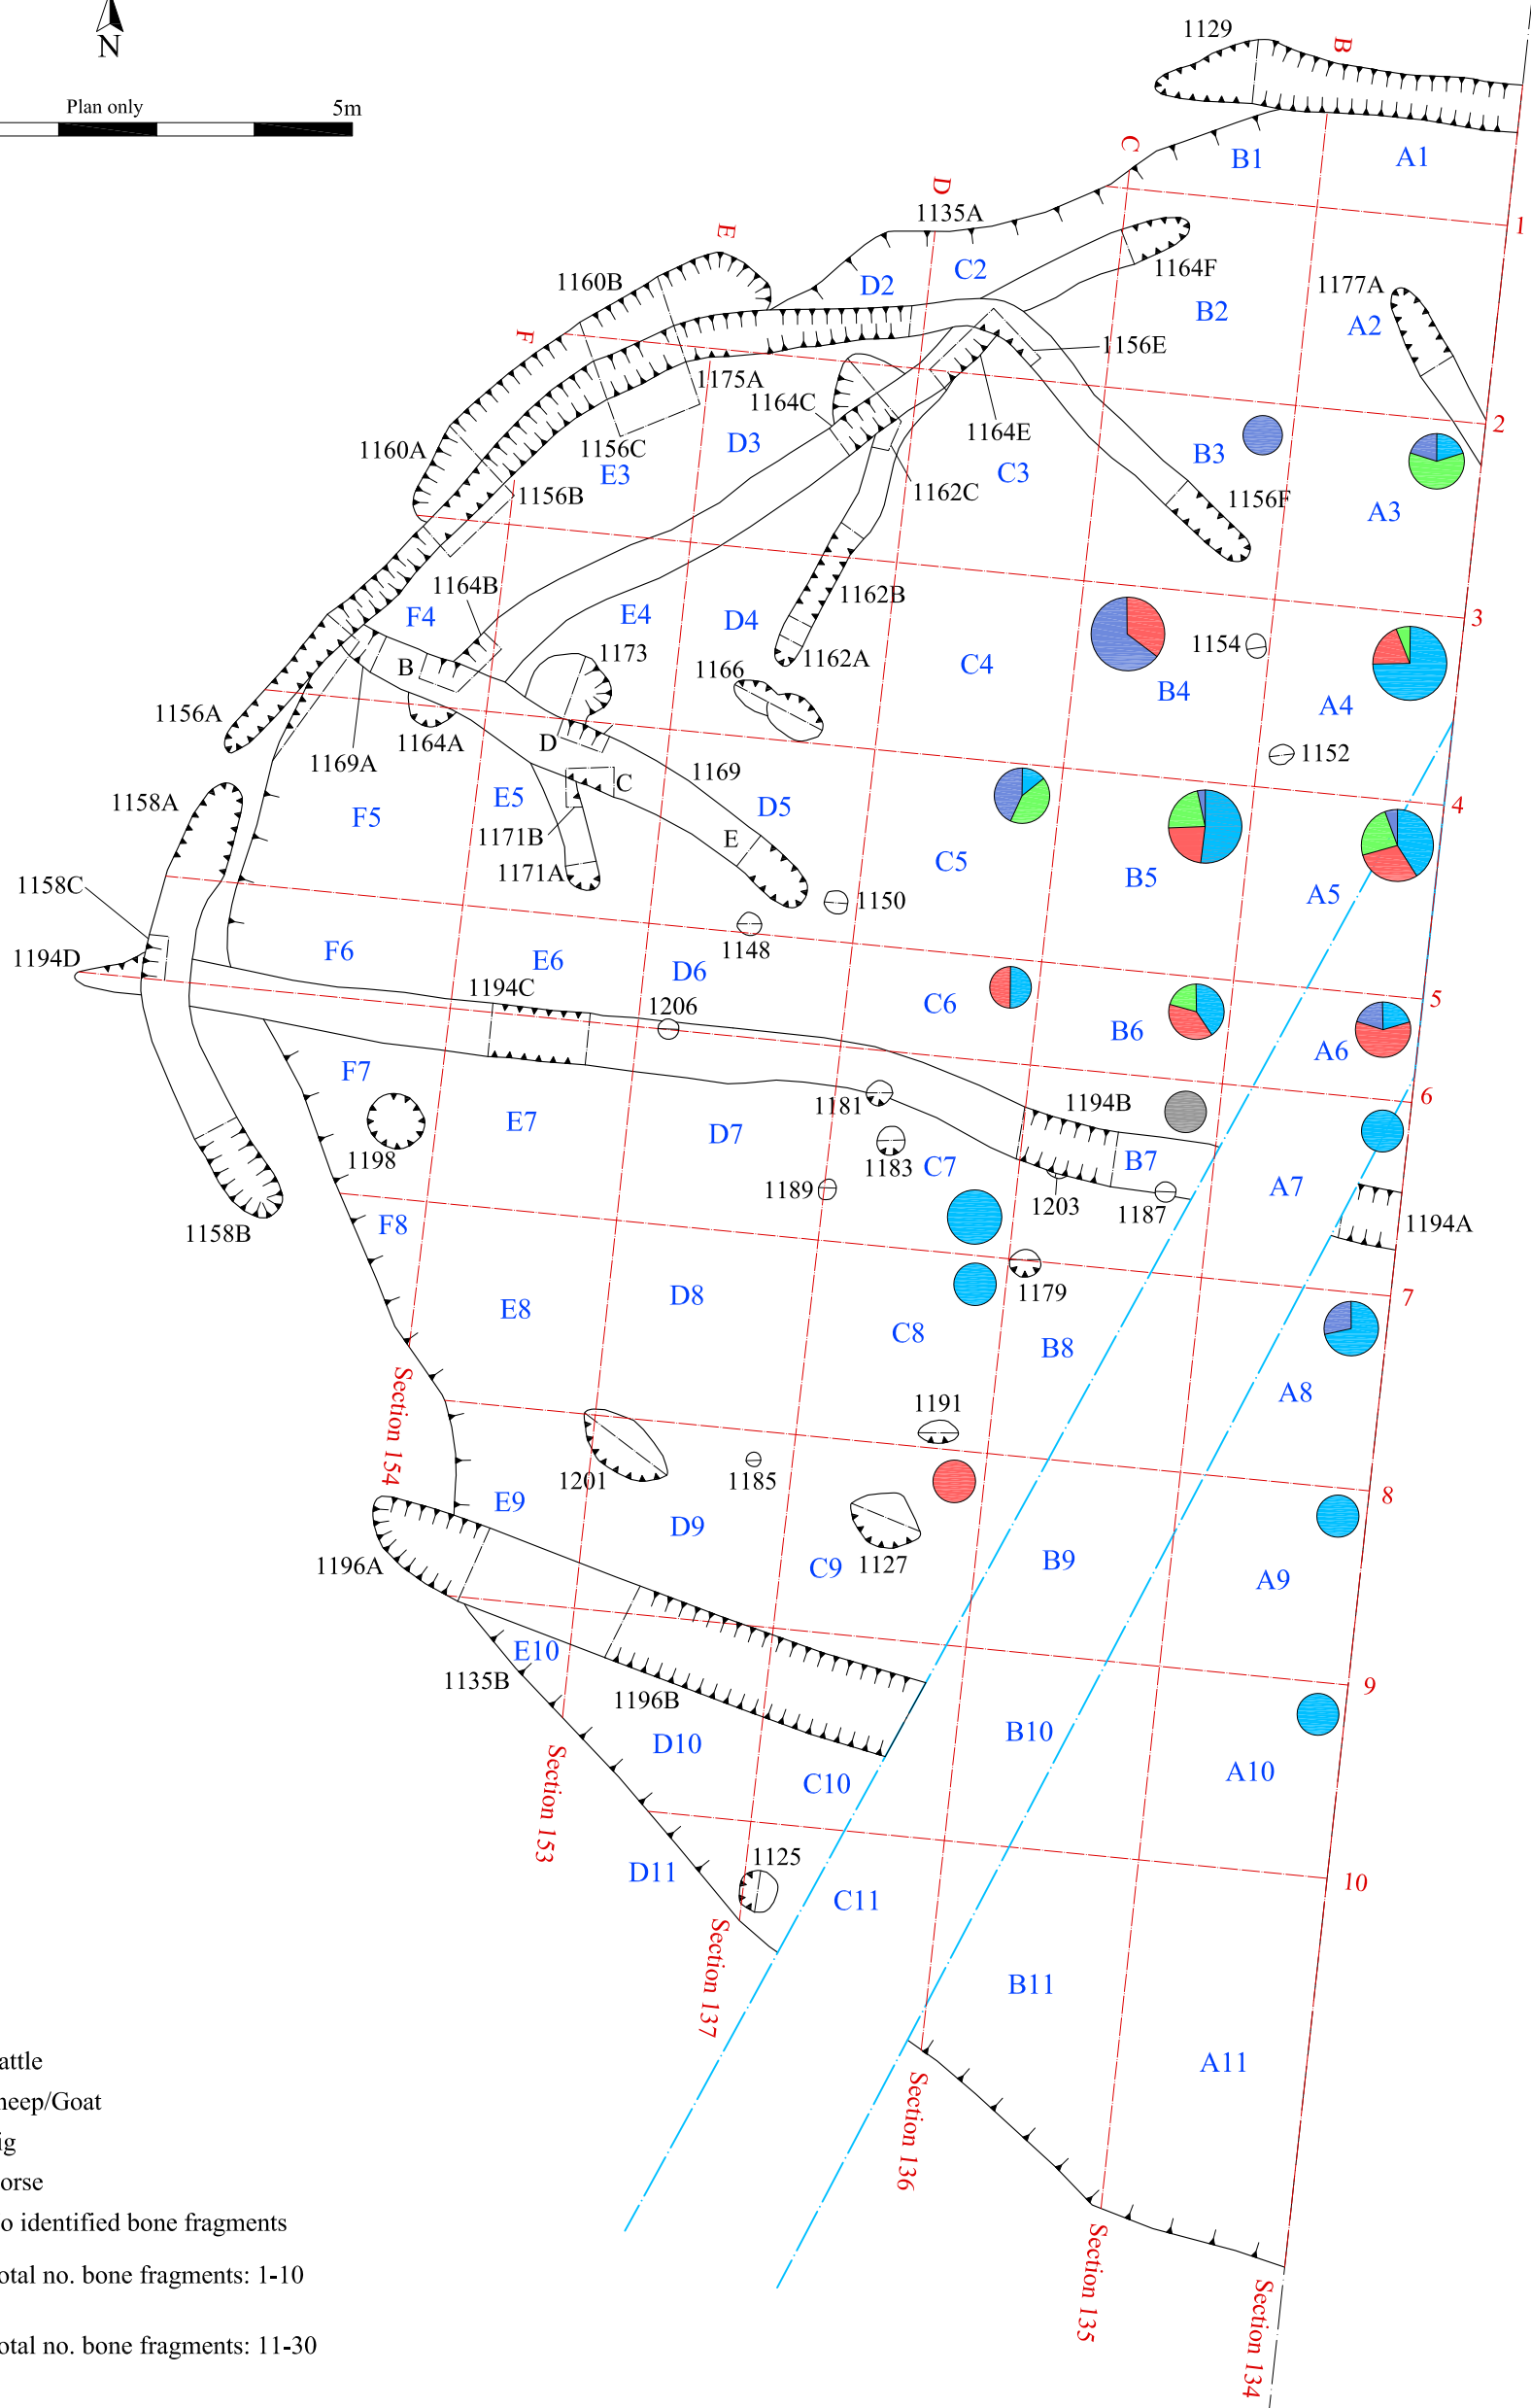 1129
B
N
Plan only 5m
C
B1 A1
D
1135A
1
E
C2
1164F
1160B
D2
1177A
B2
A2
F
1156E
1175A
1164C
2
1160A
1156C
D3
1164E
B3
E3
C3
1156B
1162C
1156F
A3
1164B
1162B
3
F4
E4
D4
1154
B
1173
1162A
C4
1166
B4
A4
1156A
1164A
D
1152
1169A
1169
C
1158A
E5
D5
4
F5
1171B
E
C5
1171A
B5
1158C
A5
1150
1148
F6
1194D
E6
D6
1194C
C6
5
1206
B6
A6
F7
6
1181
1194B
E7
D7
1198
1183
C7
B7
A7
1189
1203
1187
1194A
F8
1158B
D8
1179
7
E8
C8
B8
A8
Section 154
1191
1201
1185
8
E9
D9
1196A
C9
1127
B9
A9
E10
1135B
9
1196B
B10
D10
A10
C10
Section 153
1125
D11
10
C11
Section 137
B11
attle
A11
heep/Goat
ig
Section 136
orse
o identified bone fragments
Section 135
otal no. bone fragments: 1-10
Section 134
otal no. bone fragments: 11-30